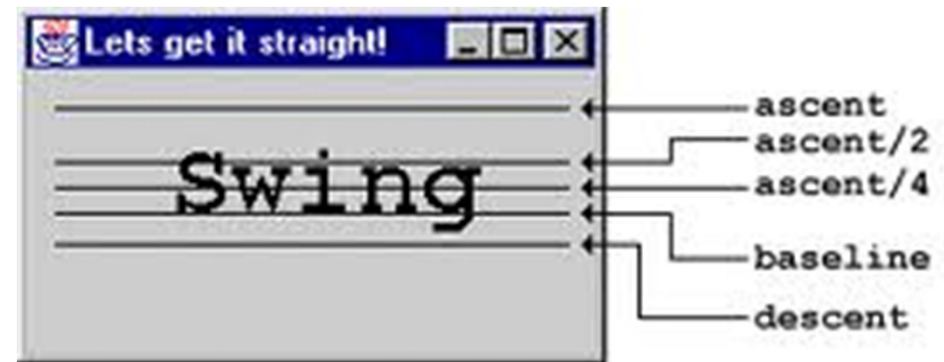 Lets get it straight!
ascent
ascent/2
Swing
ascent/4
baseline
descent